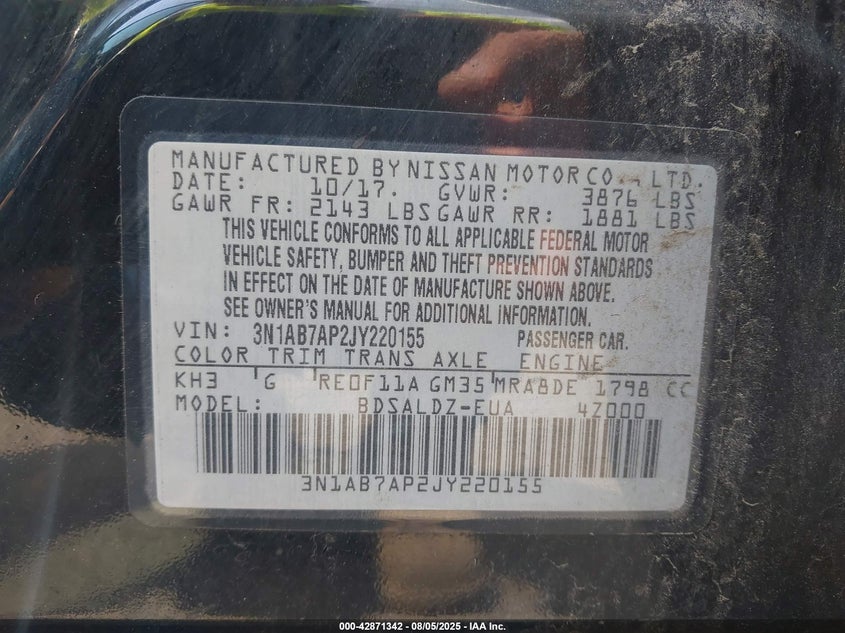 MANUFACTURED BY NISSAN MOTOR CO., LTD.
DATE: 10/17. GVWR: 3876 LBS
GAWR FR: 2143 LBS GAWR RR: 1881 LBS
THIS VEHICLE CONFORMS TO ALL APPLICABLE FEDERAL MOTOR
VEHICLE SAFETY, BUMPER AND THEFT PREVENTION STANDARDS
IN EFFECT ON THE DATE OF MANUFACTURE SHOWN ABOVE.
SEE OWNER'S MANUAL FOR ADDITIONAL INFORMATION.
VIN: 3N1AB7AP2JY220155 PASSENGER CAR.
COLOR TRIM TRANS AXLE ENGINE
KH3 G RE0F11A GM35 MRA8DE 1798 CC
MODEL: BDSALDZ-EUA 4Z000
3N1AB7AP2JY220155
000-42871342 - 08/05/2025 - IAA Inc.